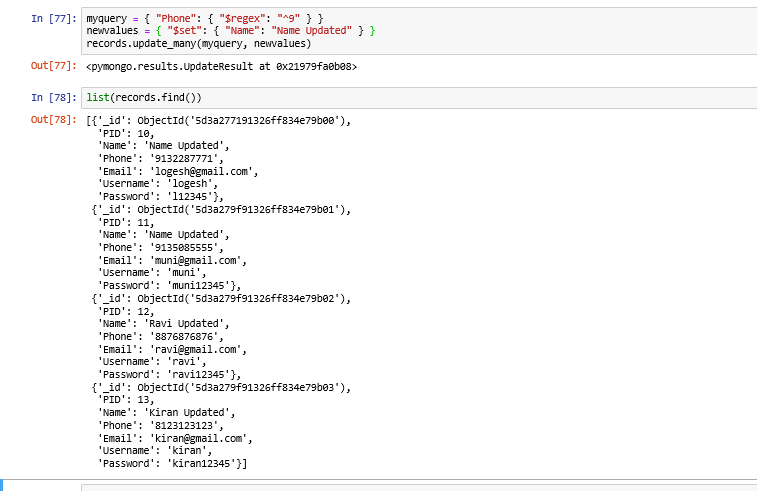 In [77]: myquery = { "Phone": { "$regex": "^9" } }
newvalues = { "$set": { "Name": "Name Updated" } }
records.update_many(myquery, newvalues)
Out[77]: <pymongo.results.UpdateResult at 0x21979fa0b08>
In [78]: list(records.find())
Out[78]: [{'_id': ObjectId('5d3a277191326ff834e79b00'),
'PID': 10,
'Name': 'Name Updated',
'Phone': '9132287771',
'Email': 'logesh@gmail.com',
'Username': 'logesh',
'Password': 'l12345'},
{'_id': ObjectId('5d3a279f91326ff834e79b01'),
'PID': 11,
'Name': 'Name Updated',
'Phone': '9135085555',
'Email': 'muni@gmail.com',
'Username': 'muni',
'Password': 'muni12345'},
{'_id': ObjectId('5d3a279f91326ff834e79b02'),
'PID': 12,
'Name': 'Ravi Updated',
'Phone': '8876876876',
'Email': 'ravi@gmail.com',
'Username': 'ravi',
'Password': 'ravi12345'},
{'_id': ObjectId('5d3a279f91326ff834e79b03'),
'PID': 13,
'Name': 'Kiran Updated',
'Phone': '8123123123',
'Email': 'kiran@gmail.com',
'Username': 'kiran',
'Password': 'kiran12345'}]